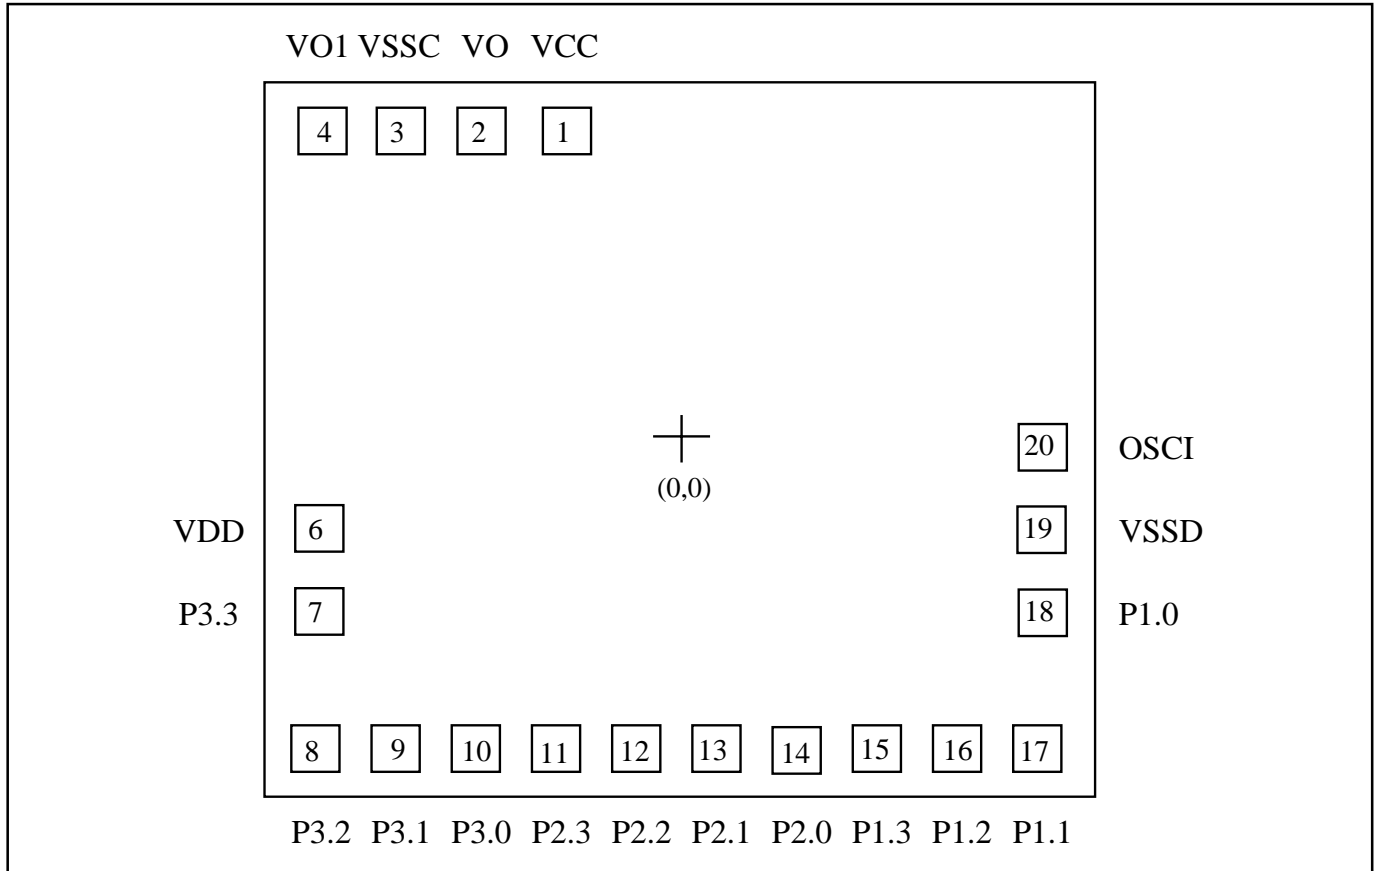 VO1 VSSC VO VCC
4 3 2 1
20 OSCI
(0,0)
VDD 6 19 VSSD
P3.3 7 18 P1.0
8 9 10 11 12 13 14 15 16 17
P3.2 P3.1 P3.0 P2.3 P2.2 P2.1 P2.0 P1.3 P1.2 P1.1